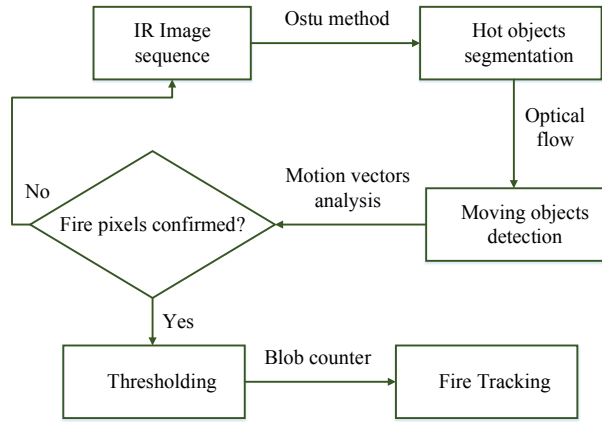 IR Image
sequence
Ostu method
Hot objects
segmentation
Optical
flow
Moving objects
detection
Motion vectors
analysis
Fire pixels confirmed?
No
Yes
Thresholding
Blob counter
Fire Tracking